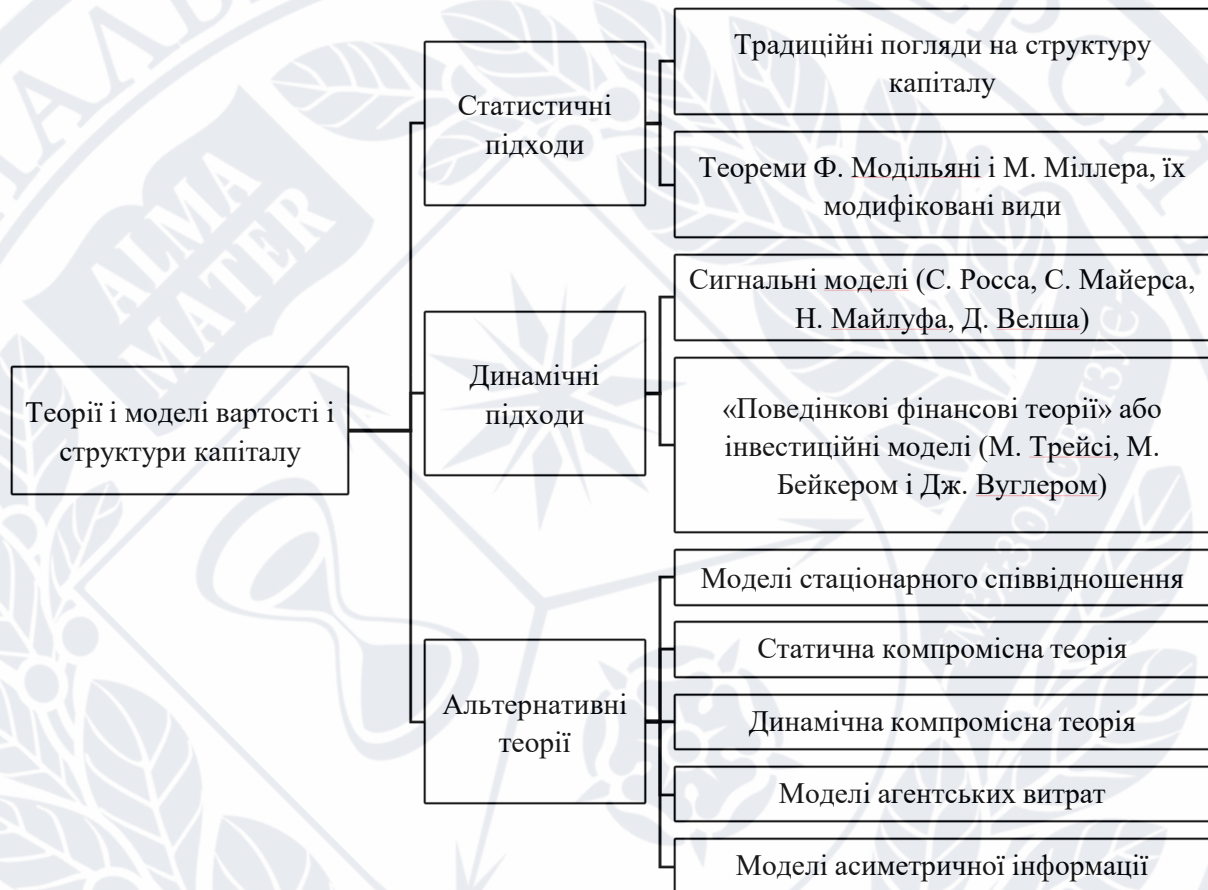 Теорії і моделі вартості і
структури капіталу
Статистичні
підходи
Традиційні погляди на структуру
капіталу
Теореми Ф. Модільяні і М. Міллера, їх
модифіковані види
Динамічні
підходи
Сигнальні моделі (С. Росса, С. Майерса,
Н. Майлуфа, Д. Велша)
«Поведінкові фінансові теорії» або
інвестиційні моделі (М. Трейсі, М.
Бейкером і Дж. Вуглером)
Альтернативні
теорії
Моделі стаціонарного співвідношення
Статична компромісна теорія
Динамічна компромісна теорія
Моделі агентських витрат
Моделі асиметричної інформації
ALMA
MATER